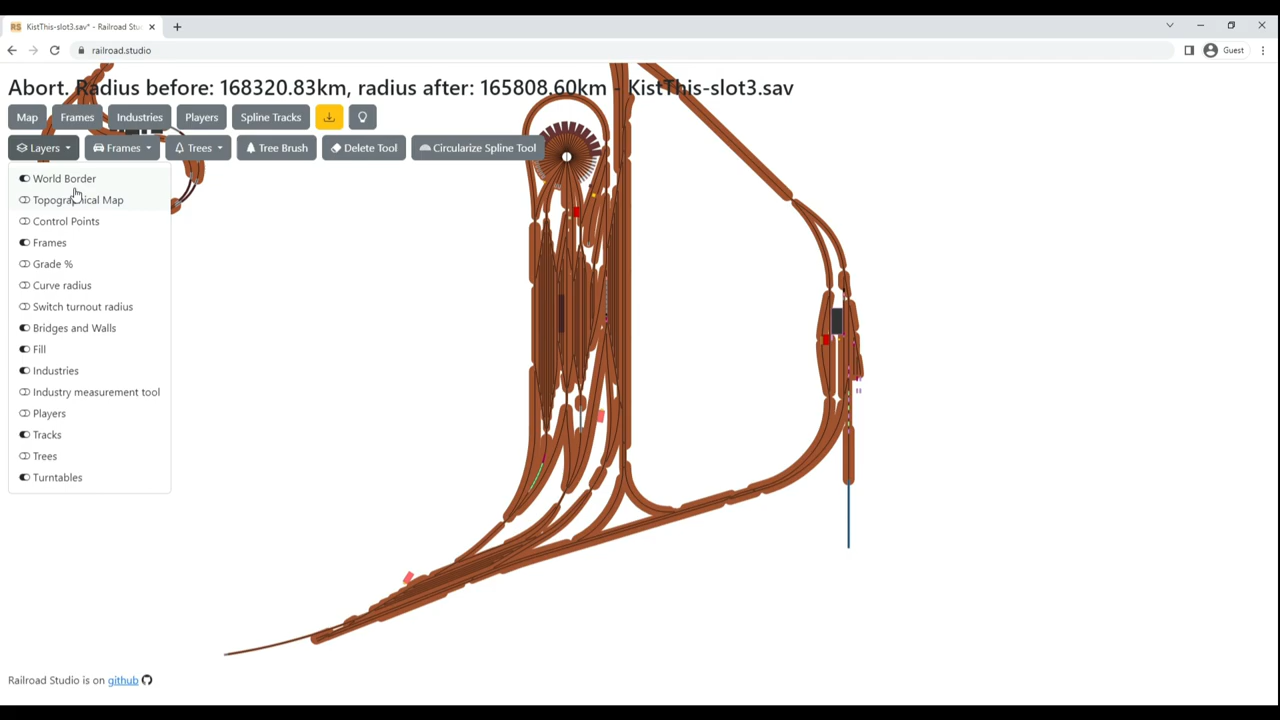 RS KistThis-slot3.sav* - Railroad Stu
railroad.studio
Guest
Abort. Radius before: 168320.83km, radius after: 165808.60km - KistThis-slot3.sav
Map Frames Industries Players Spline Tracks
Layers Frames Trees Tree Brush Delete Tool Circularize Spline Tool
World Border
Topographical Map
Control Points
Frames
Grade %
Curve radius
Switch turnout radius
Bridges and Walls
Fill
Industries
Industry measurement tool
Players
Tracks
Trees
Turntables
Railroad Studio is on github